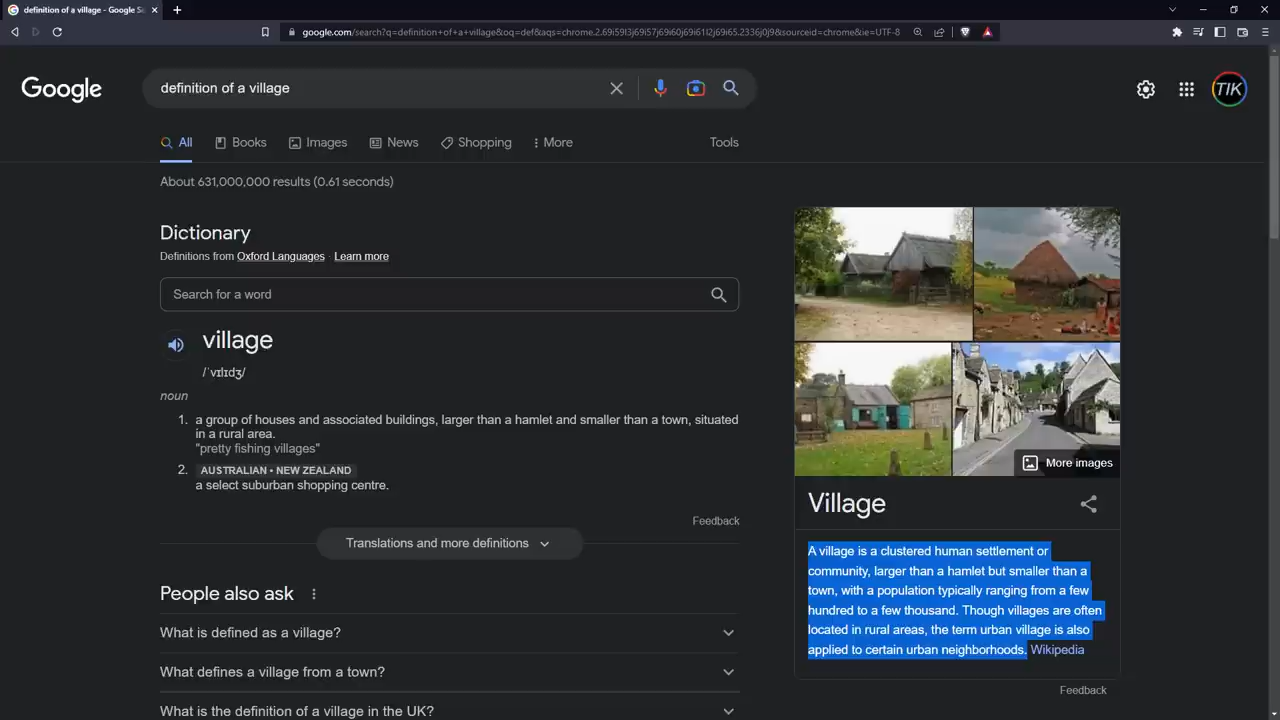 definition of a village - Google S
google.com/search?q=definition+of+a+village&oq=def&aqs=chrome.2.69i59l3j69i57j69i60j69i61l2j69i65.2336j0j9&sourceid=chrome&ie=UTF-8
Google
definition of a village
TIK
All
Books
Images
News
Shopping
More
Tools
About 631,000,000 results (0.61 seconds)
Dictionary
Definitions from Oxford Languages · Learn more
Search for a word
village
/ˈvɪlɪdʒ/
noun
1. a group of houses and associated buildings, larger than a hamlet and smaller than a town, situated
in a rural area.
"pretty fishing villages"
2. AUSTRALIAN • NEW ZEALAND
a select suburban shopping centre.
Feedback
Translations and more definitions
People also ask
What is defined as a village?
What defines a village from a town?
What is the definition of a village in the UK?
More images
Village
A village is a clustered human settlement or
community, larger than a hamlet but smaller than a
town, with a population typically ranging from a few
hundred to a few thousand. Though villages are often
located in rural areas, the term urban village is also
applied to certain urban neighborhoods. Wikipedia
Feedback